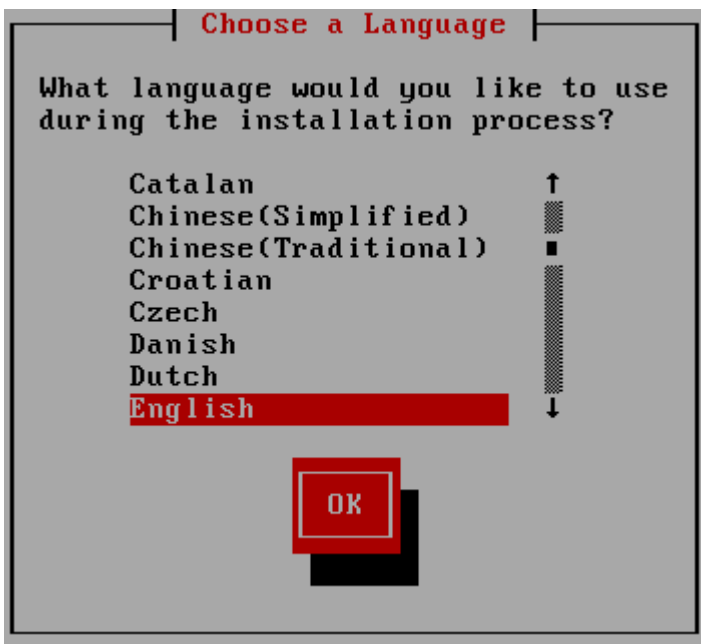 Choose a Language
What language would you like to use
during the installation process?
Catalan
Chinese(Simplified)
Chinese(Traditional)
Croatian
Czech
Danish
Dutch
English
OK